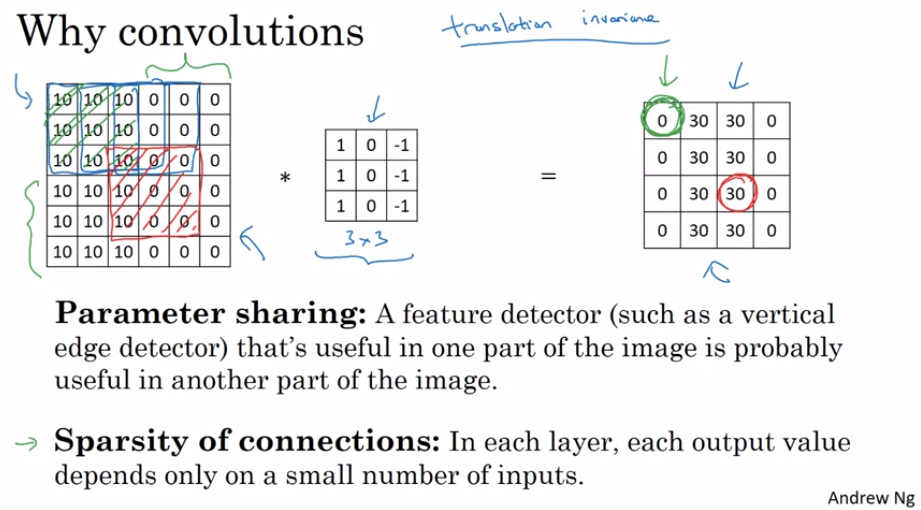 Why convolutions
translation invariance
10 10 10 0 0 0
10 10 10 0 0 0
10 10 10 0 0 0
10 10 10 0 0 0
10 10 10 0 0 0
10 10 10 0 0 0
*
1 0 -1
1 0 -1
1 0 -1
3 x 3
=
0 30 30 0
0 30 30 0
0 30 30 0
0 30 30 0
Parameter sharing: A feature detector (such as a vertical
edge detector) that's useful in one part of the image is probably
useful in another part of the image.
→ Sparsity of connections: In each layer, each output value
depends only on a small number of inputs.
Andrew Ng